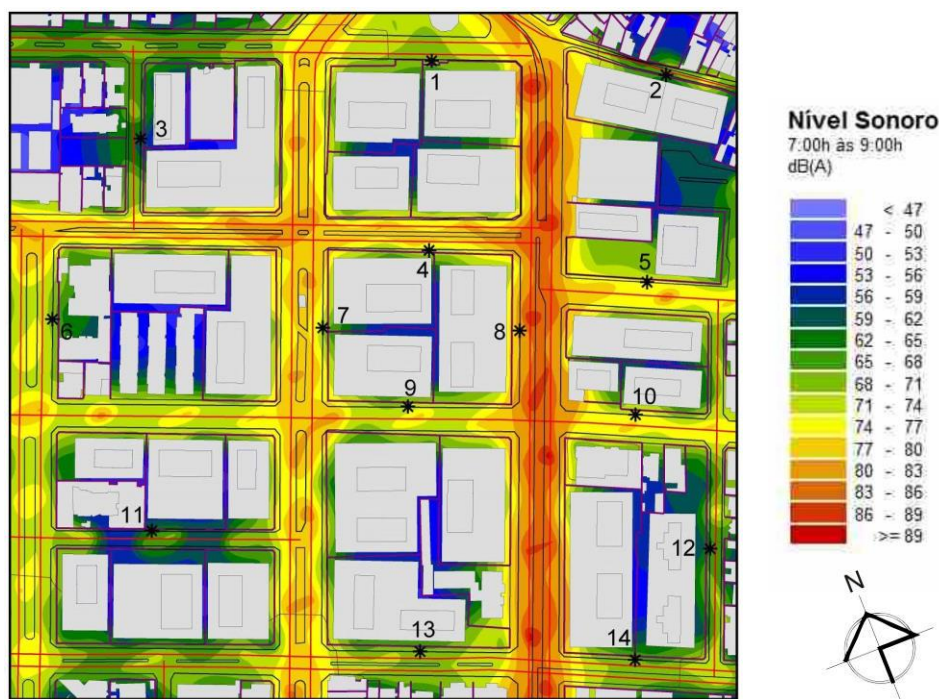 1
2
3
4
5
6
7
8
9
10
11
12
13
14
Nível Sonoro
7:00h às 9:00h
dB(A)
< 47
47 - 50
50 - 53
53 - 56
56 - 59
59 - 62
62 - 65
65 - 68
68 - 71
71 - 74
74 - 77
77 - 80
80 - 83
83 - 86
86 - 89
>= 89
N